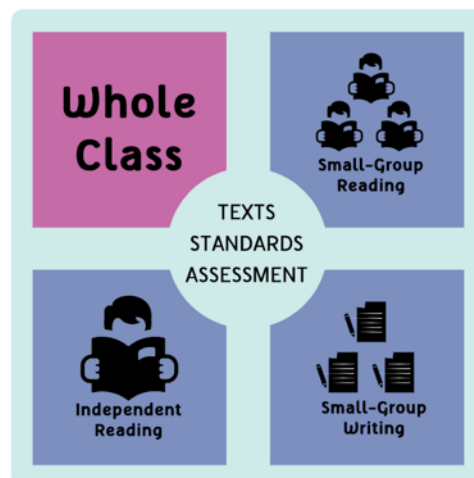 Whole
Class
Small-Group
Reading
TEXTS
STANDARDS
ASSESSMENT
Independent
Reading
Small-Group
Writing